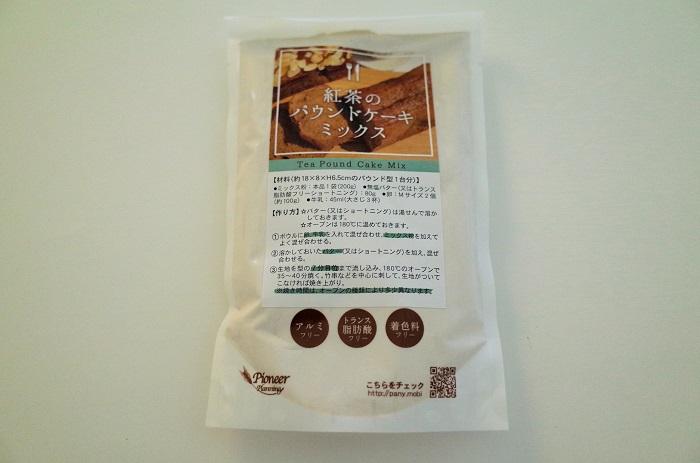 紅茶の
パウンドケーキ
ミックス
Tea Pound Cake Mix
【材料(約18×8×H6.5cmのパウンド型1台分)】
●ミックス粉:本品1袋(200g) ●無塩バター(又はトランス
脂肪酸フリーショートニング):80g ●卵:Mサイズ2個
(約100g) ●牛乳:45ml(大さじ3杯)
【作り方】☆バター(又はショートニング)は湯せんで溶か
しておきます。
☆オーブンは180℃に温めておきます。
①ボウルに卵、牛乳を入れて混ぜ合わせ、ミックス粉を加えて
よく混ぜ合わせる。
②溶かしておいたバター(又はショートニング)を加え、混ぜ
合わせる。
③生地を型の7分目位まで流し込み、180℃のオーブンで
35〜40分焼く。竹串などを中心に刺して、生地がついて
こなければ焼き上がり。
※焼き時間は、オーブンの種類により多少異なります。
アルミ
フリー
トランス
脂肪酸
フリー
着色料
フリー
Pioneer
Planning
こちらをチェック
http://pany.mobi